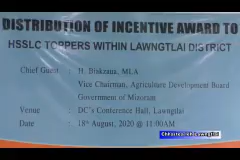 DISTRIBUTION OF INCENTIVE AWARD TO
HSSLC TOPPERS WITHIN LAWNGTLAI DISTRICT
Chief Guest : H. Biakzaua, MLA
Vice Chairman, Agriculture Development Board
Government of Mizoram
Venue : DC's Conference Hall, Lawngtlai
Date : 18th August, 2020 @ 11:00AM